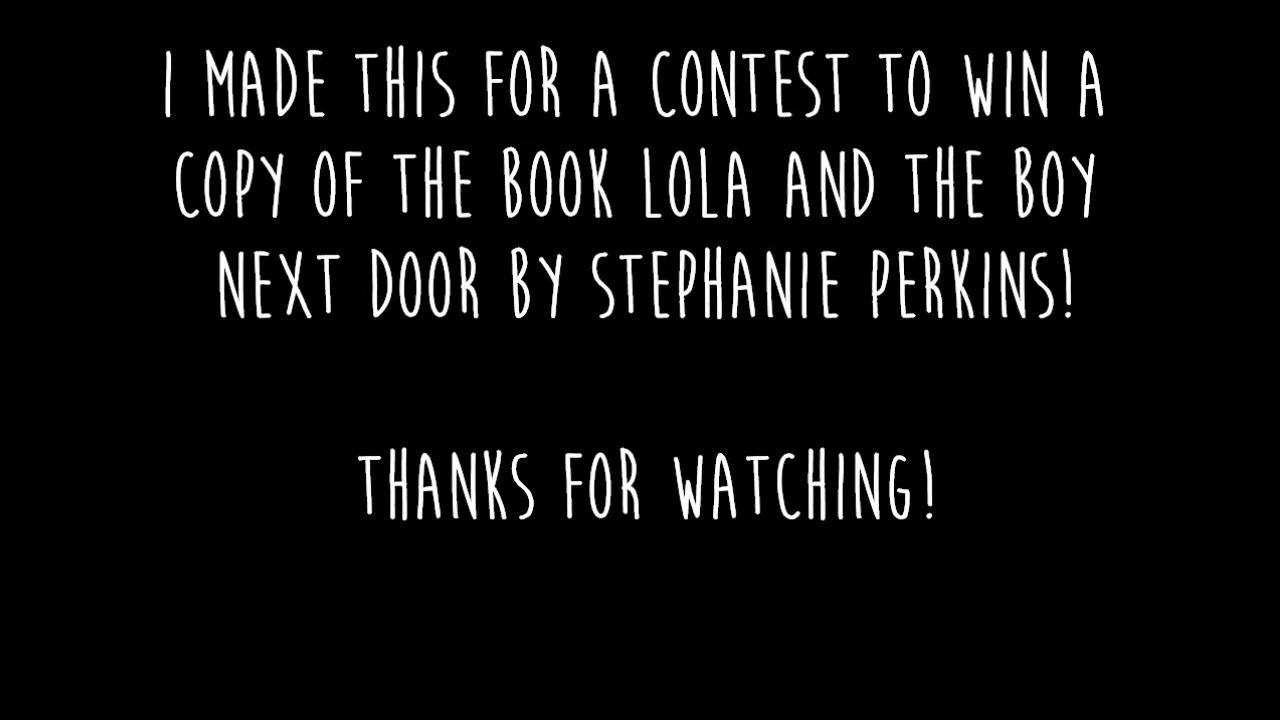 I MADE THIS FOR A CONTEST TO WIN A
COPY OF THE BOOK LOLA AND THE BOY
NEXT DOOR BY STEPHANIE PERKINS!
THANKS FOR WATCHING!